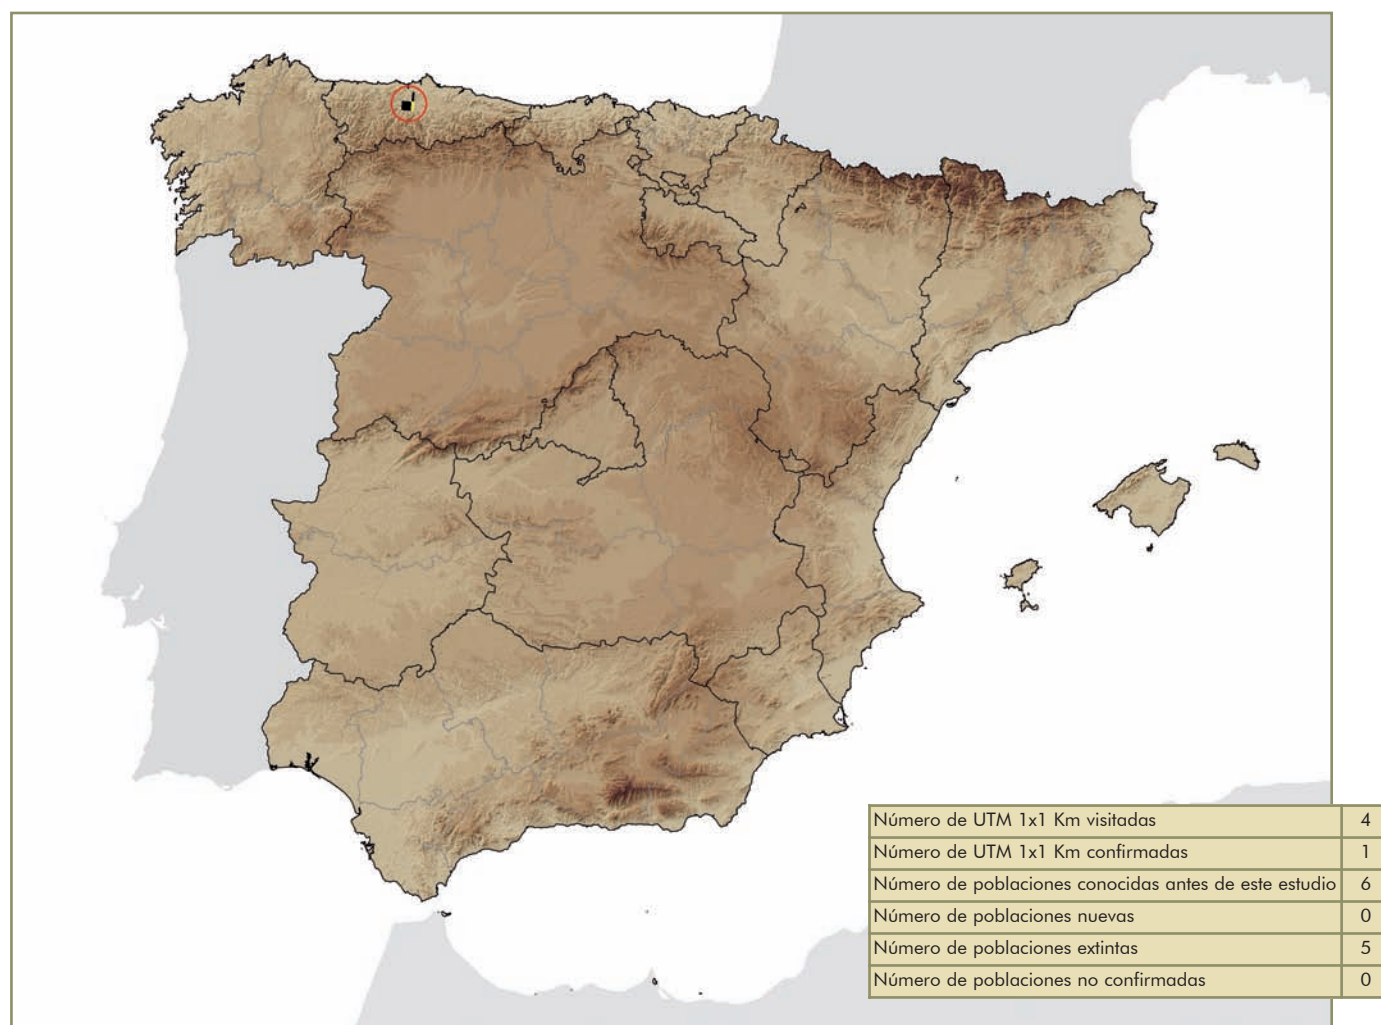 Número de UTM 1x1 Km visitadas 4
Número de UTM 1x1 Km confirmadas 1
Número de poblaciones conocidas antes de este estudio 6
Número de poblaciones nuevas 0
Número de poblaciones extintas 5
Número de poblaciones no confirmadas 0